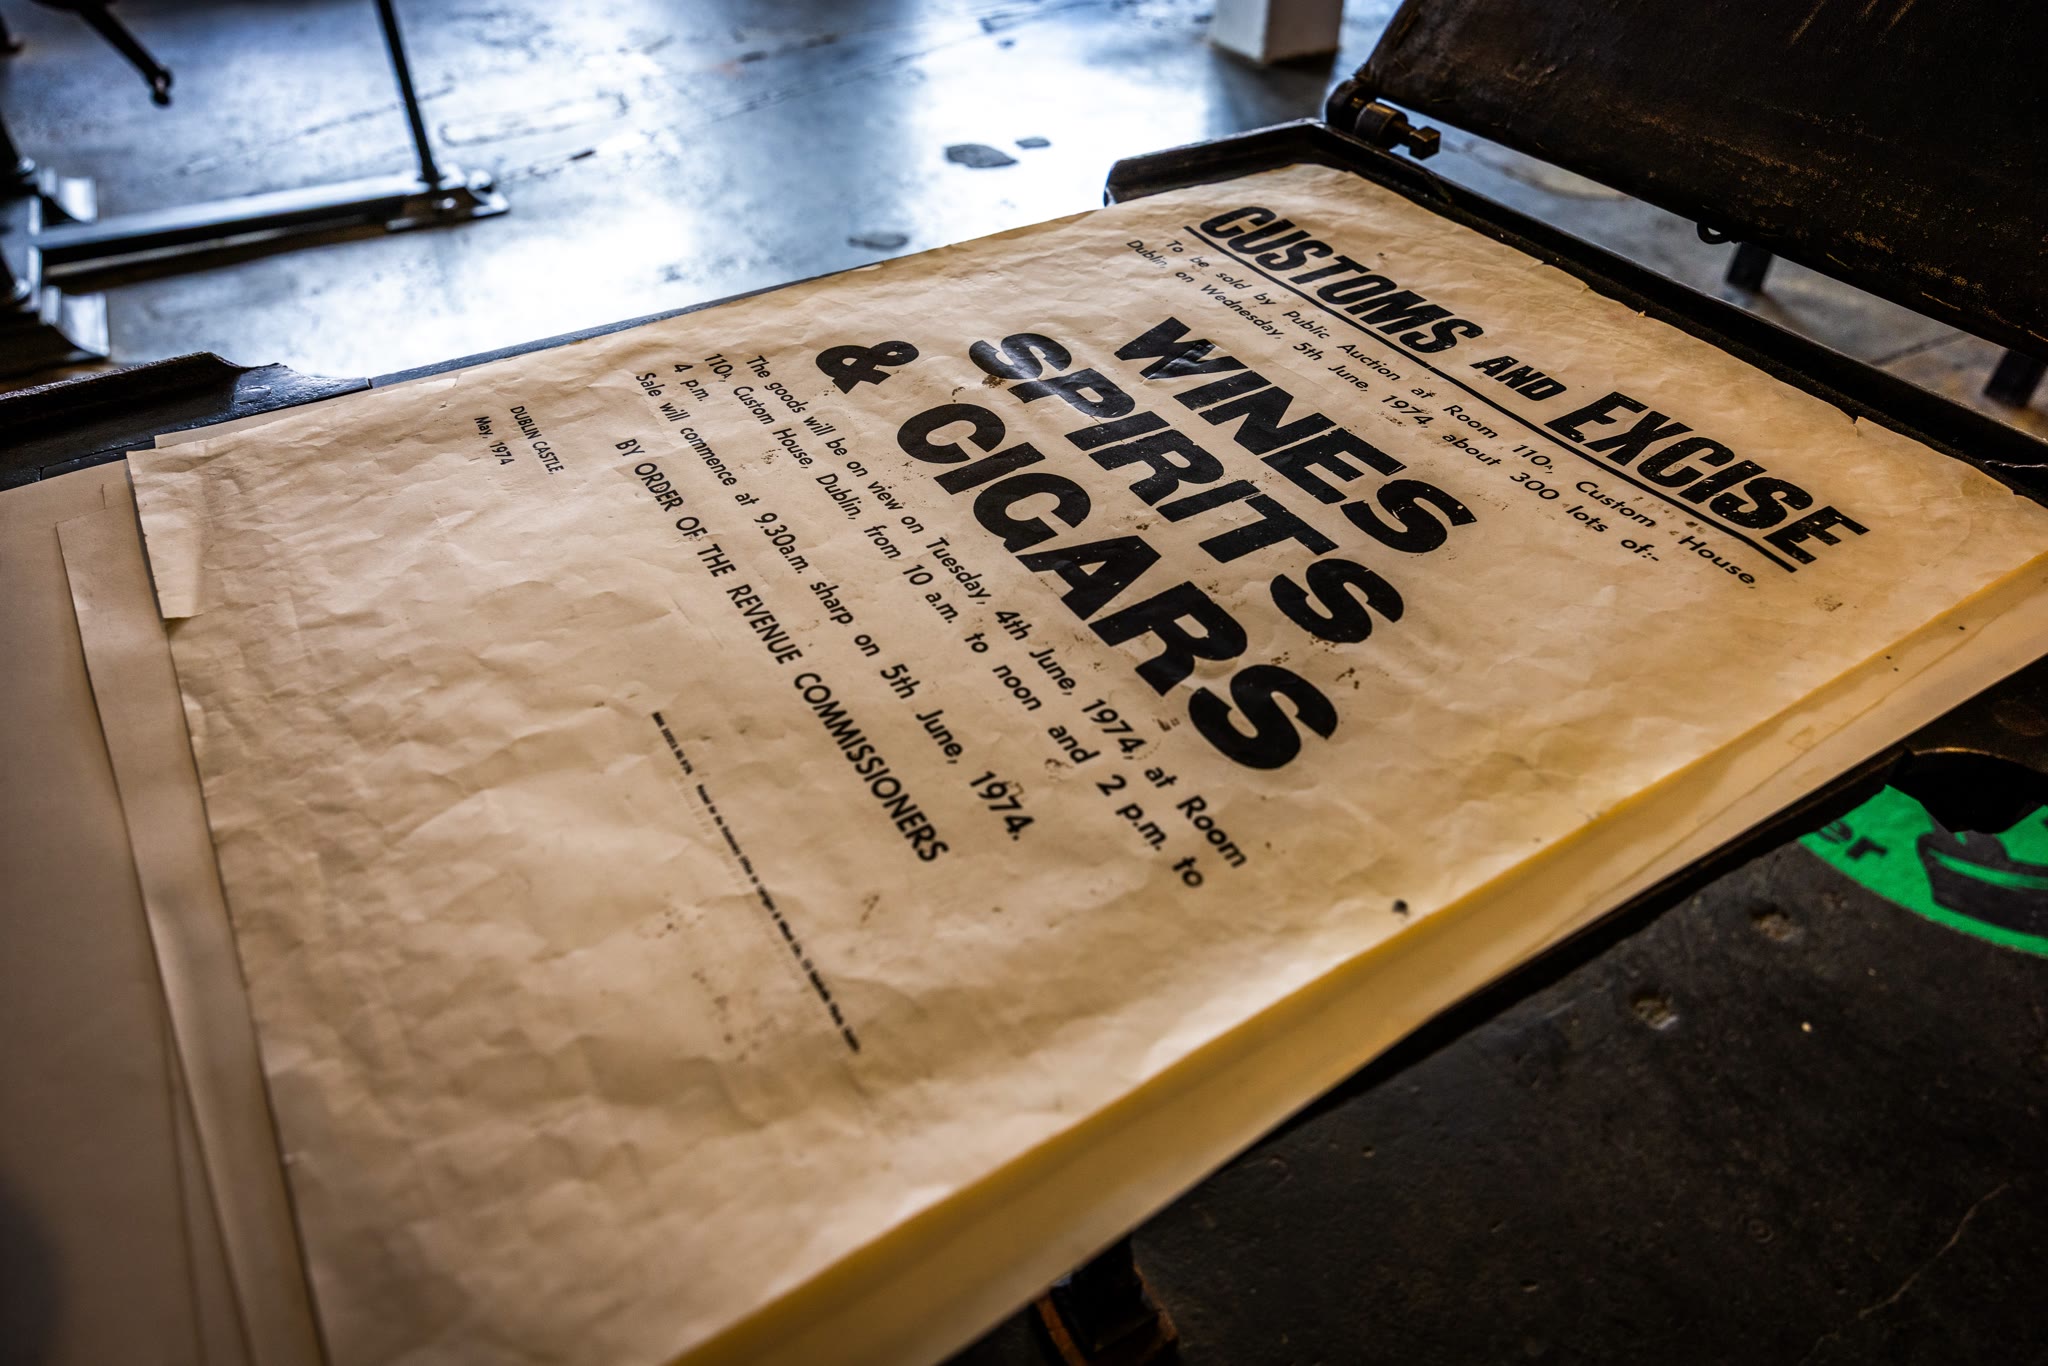 CUSTOMS AND EXCISE
To be sold by Public Auction at Room 110A, Custom House,
Dublin, on Wednesday, 5th June, 1974, about 300 lots of:-
WINES
SPIRITS
& CIGARS
The goods will be on view on Tuesday, 4th June, 1974, at Room
110A, Custom House, Dublin, from 10 a.m. to noon and 2 p.m. to
4 p.m.
Sale will commence at 9.30a.m. sharp on 5th June, 1974.
BY ORDER OF THE REVENUE COMMISSIONERS
DUBLIN CASTLE,
May, 1974